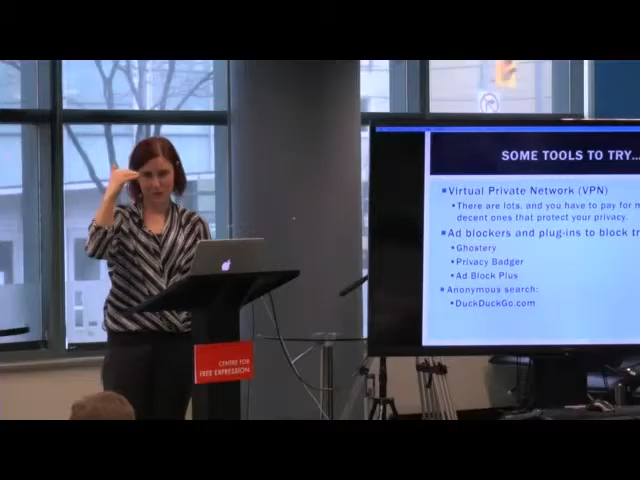 SOME TOOLS TO TRY...
Virtual Private Network (VPN)
There are lots, and you have to pay for
decent ones that protect your privacy.
Ad blockers and plug-ins to block
Ghostery
Privacy Badger
Ad Block Plus
Anonymous search:
DuckDuckGo.com
CENTRE FOR
FREE EXPRESSION